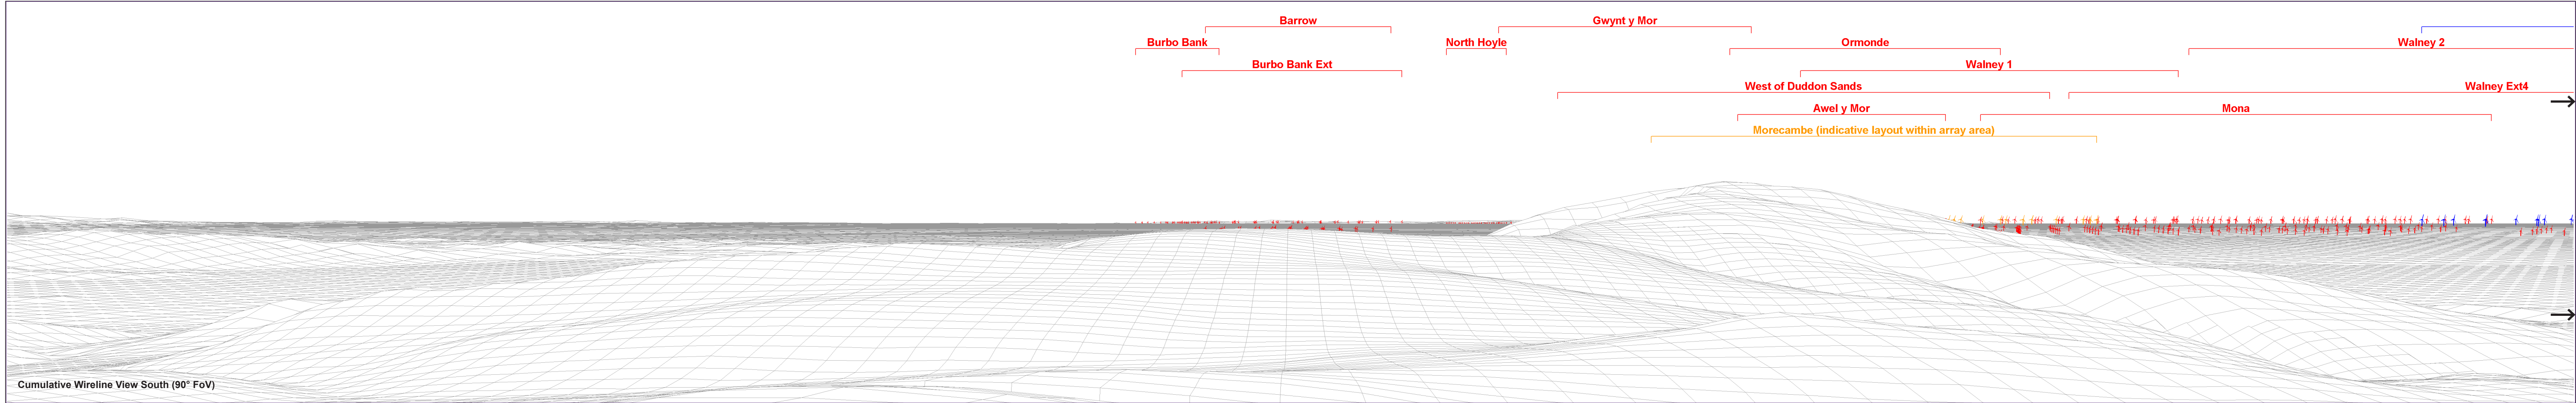 Barrow
Gwynt y Mor
Burbo Bank
North Hoyle
Ormonde
Walney 2
Burbo Bank Ext
Walney 1
West of Duddon Sands
Walney Ext4
Awel y Mor
Mona
Morecambe (indicative layout within array area)
Cumulative Wireline View South (90° FoV)